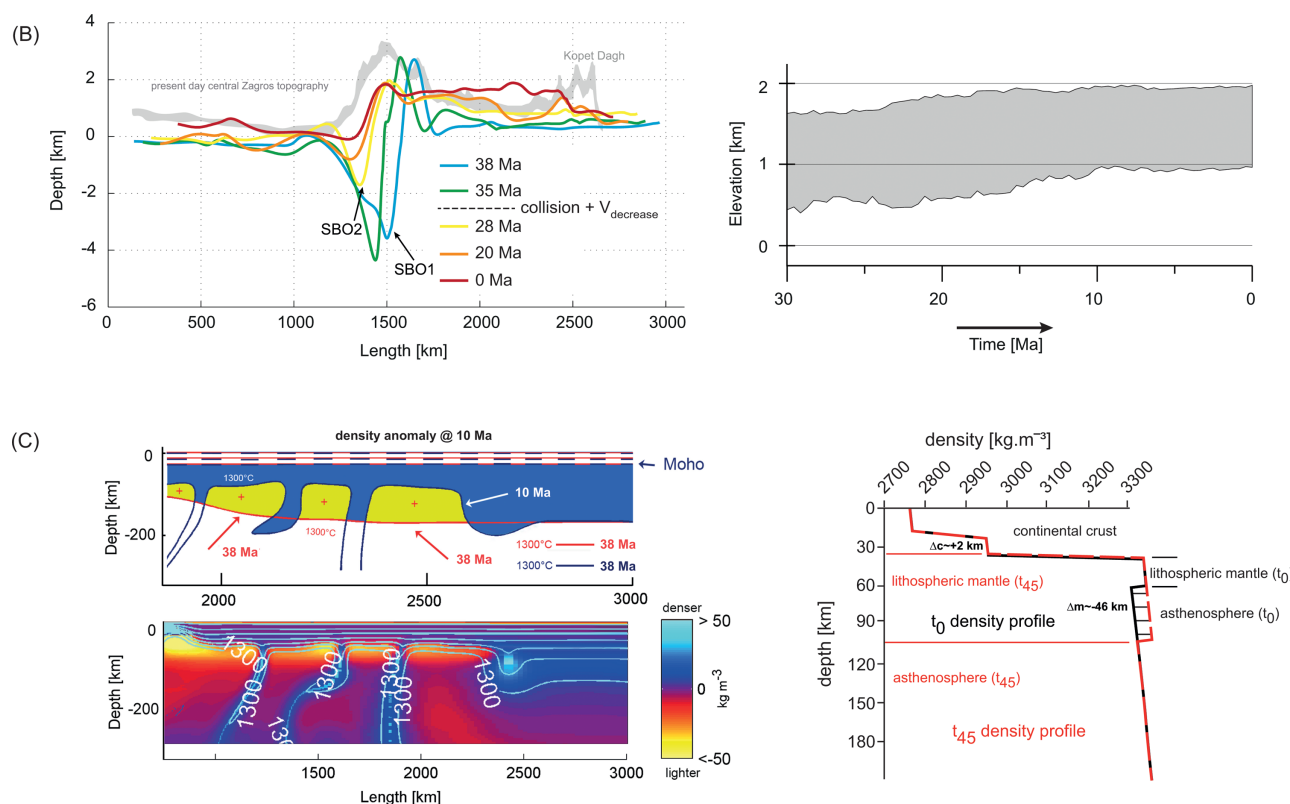 (B)
4
2
0
-2
-4
-6
Depth [km]
present day central Zagros topography
Kopet Dagh
38 Ma
35 Ma
collision + Vdecrease
28 Ma
20 Ma
0 Ma
SBO2
SBO1
0
500
1000
1500
2000
2500
3000
Length [km]
2
1
0
Elevation [km]
30
20
10
0
Time [Ma]
(C)
density anomaly @ 10 Ma
0
-200
Depth [km]
Moho
1300°C
10 Ma
38 Ma
1300°C
38 Ma
1300°C
38 Ma
1300°C
38 Ma
2000
2500
3000
0
-200
Depth [km]
1300
1300
1300
1300
1300
1300
1500
2000
2500
3000
Length [km]
denser
> 50
0
kg m⁻³
<-50
lighter
density [kg.m⁻³]
2700
2800
2900
3000
3100
3200
3300
0
30
60
90
120
150
180
depth [km]
continental crust
Δc~+2 km
lithospheric mantle (t45)
lithospheric mantle (t0
Δm~-46 km
asthenosphere (t0)
t0 density profile
asthenosphere (t45)
t45 density profile